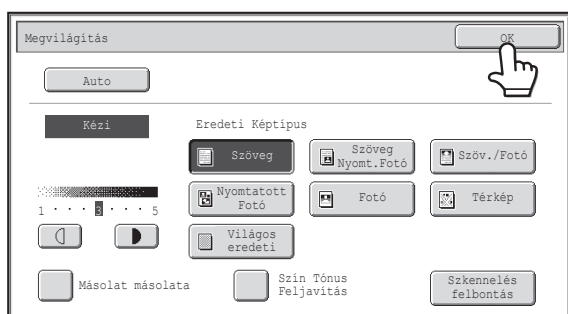 Megvilágítás
OK
Auto
Kézi
Eredeti Képtípus
Szöveg
Szöveg
Nyomt.Fotó
Szöv./Fotó
Nyomtatott
Fotó
Fotó
Térkép
1 · · · 3 · · · 5
Világos
eredeti
Másolat másolata
Szín Tónus
Feljavítás
Szkennelés
felbontás